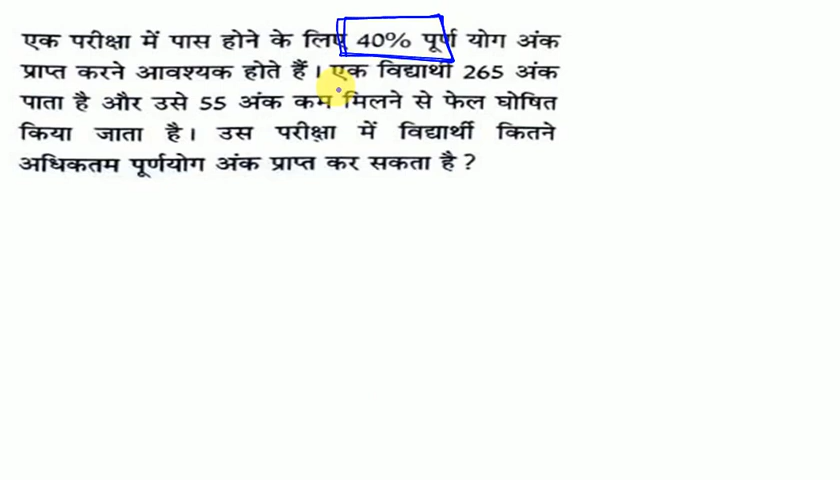 एक परीक्षा में पास होने के लिए 40% पूर्ण योग अंक
प्राप्त करने आवश्यक होते हैं। एक विद्यार्थी 265 अंक
पाता है और उसे 55 अंक कम मिलने से फेल घोषित
किया जाता है। उस परीक्षा में विद्यार्थी कितने
अधिकतम पूर्णयोग अंक प्राप्त कर सकता है ?